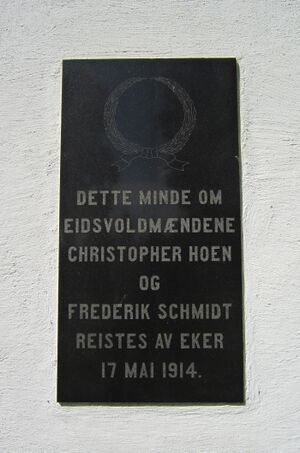 DETTE MINDE OM
EIDSVOLDMÆNDENE
CHRISTOPHER HOEN
OG
FREDERIK SCHMIDT
REISTES AV EKER
17 MAI 1914.